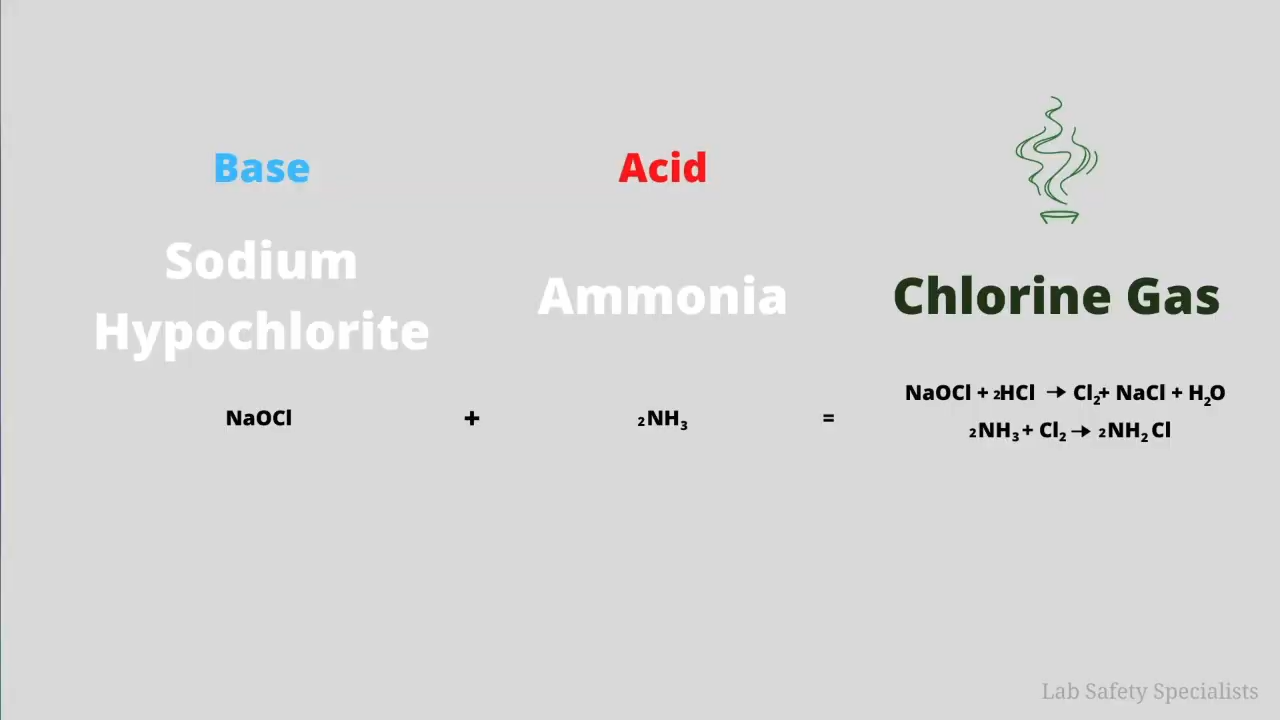 Base
Acid
Sodium
Hypochlorite
Ammonia
Chlorine Gas
NaOCl + ₂NH₃ =
NaOCl + ₂HCl → Cl₂+ NaCl + H₂O
₂NH₃ + Cl₂ → ₂NH₂ Cl
Lab Safety Specialists